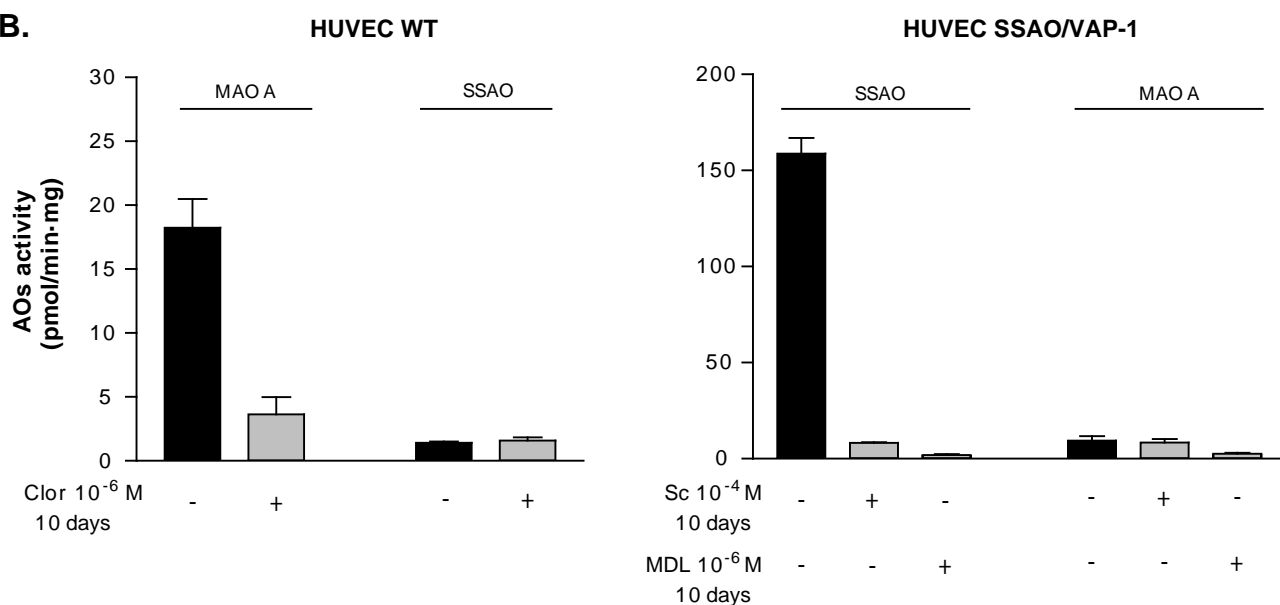 B.
HUVEC WT
HUVEC SSAO/VAP-1
AOs activity
(pmol/min·mg)
30
25
20
15
10
5
0
MAO A
SSAO
Clor 10-6 M
10 days
- + - +
200
150
100
50
0
SSAO
MAO A
Sc 10-4 M
10 days
- + - - + -
MDL 10-6 M
10 days
- - + - - +